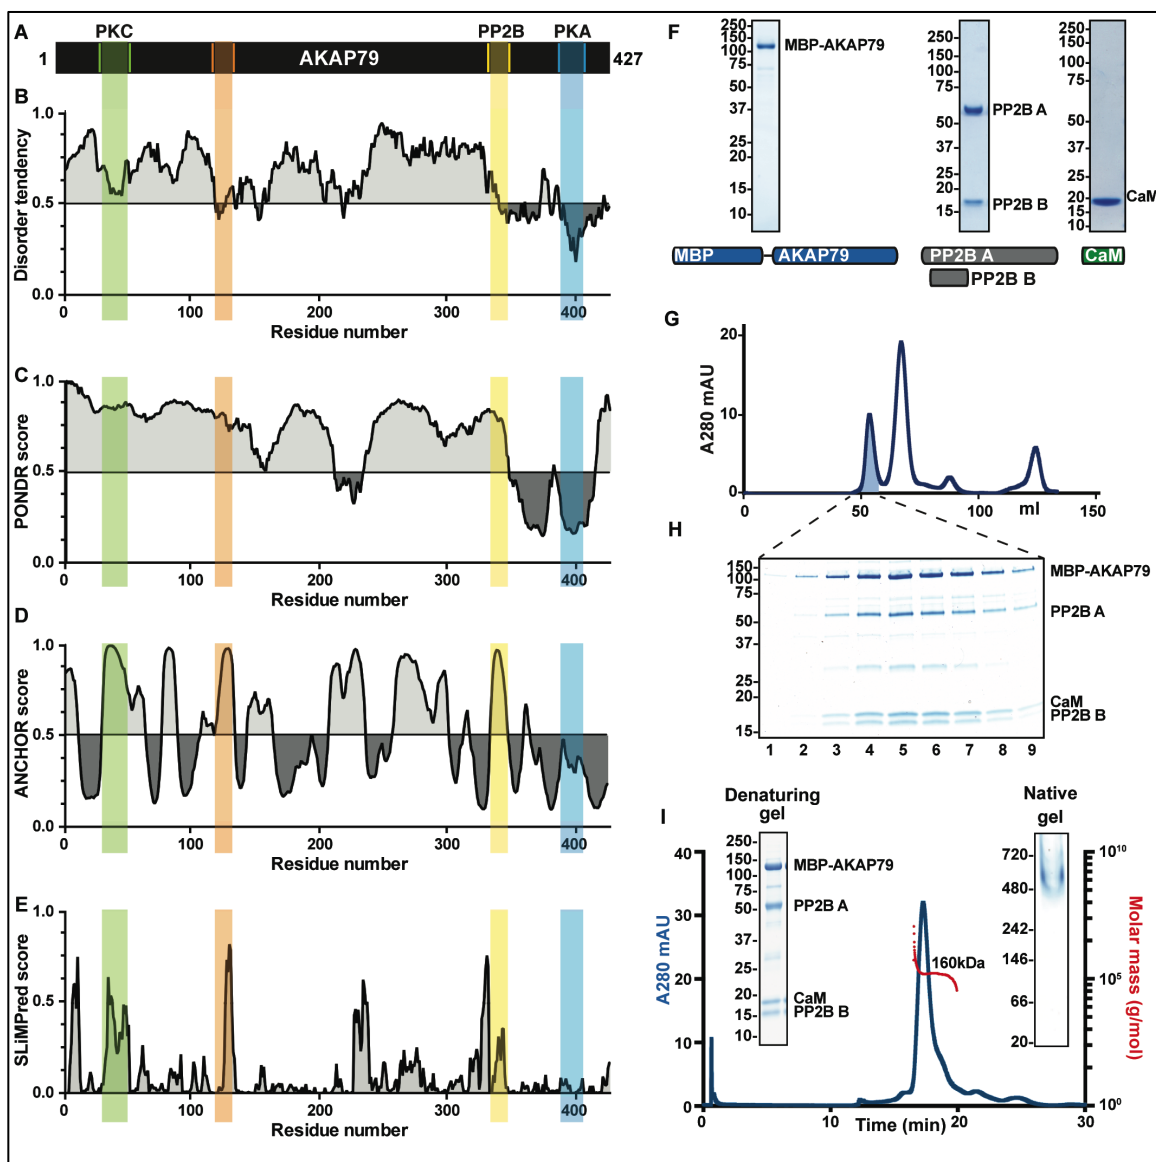 A
PKC
PP2B
PKA
1
AKAP79
427
B
1.0
0.5
0.0
Disorder tendency
0
100
200
300
400
Residue number
C
1.0
0.5
0.0
PONDR score
0
100
200
300
400
Residue number
D
1.0
0.5
0.0
ANCHOR score
0
100
200
300
400
Residue number
E
1.0
0.5
0.0
SLiMPred score
0
100
200
300
400
Residue number
F
250
150
100
75
50
37
25
20
15
10
MBP-AKAP79
250
150
100
75
50
37
25
20
15
PP2B A
PP2B B
250
150
100
75
50
37
25
20
15
10
CaM
MBP
AKAP79
PP2B A
PP2B B
CaM
G
20
10
0
A280 mAU
0
50
100
ml
150
H
150
100
75
50
37
25
20
15
MBP-AKAP79
PP2B A
CaM
PP2B B
1 2 3 4 5 6 7 8 9
I
Denaturing
gel
250
150
100
75
50
37
25
20
15
10
MBP-AKAP79
PP2B A
CaM
PP2B B
Native
gel
720
480
242
146
66
20
40
30
20
10
0
A280 mAU
160kDa
10¹⁰
10⁵
10⁰
Molar mass (g/mol)
0
10
20
30
Time (min)